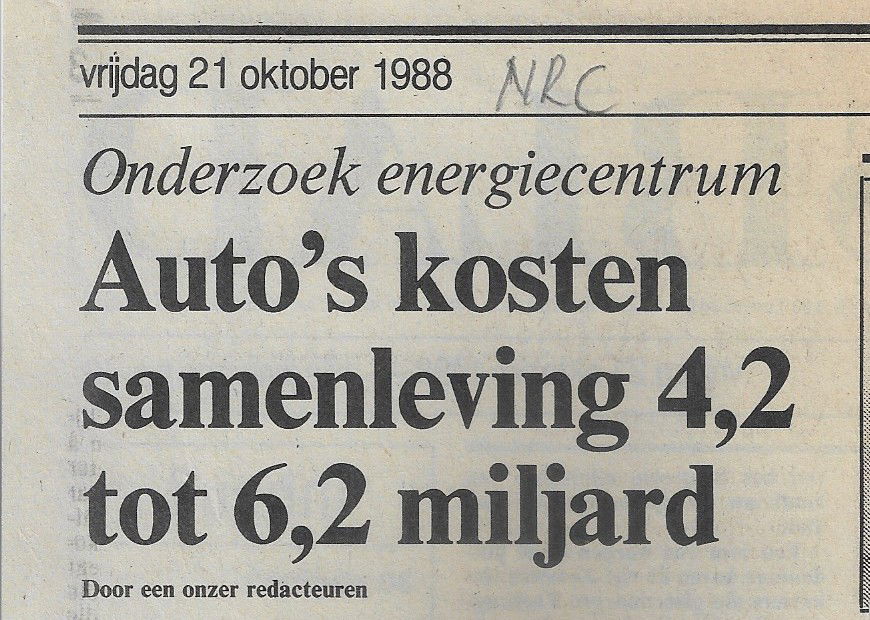 vrijdag 21 oktober 1988 NRC
Onderzoek energiecentrum
Auto's kosten
samenleving 4,2
tot 6,2 miljard
Door een onzer redacteuren